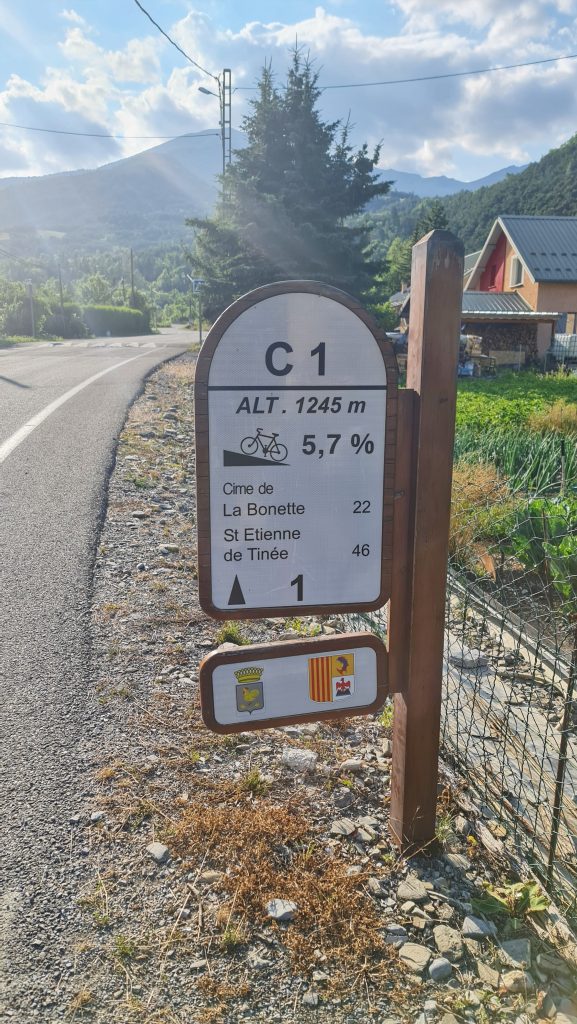 C 1
ALT . 1245 m
5,7 %
Cime de
La Bonette 22
St Etienne
de Tinée 46
1